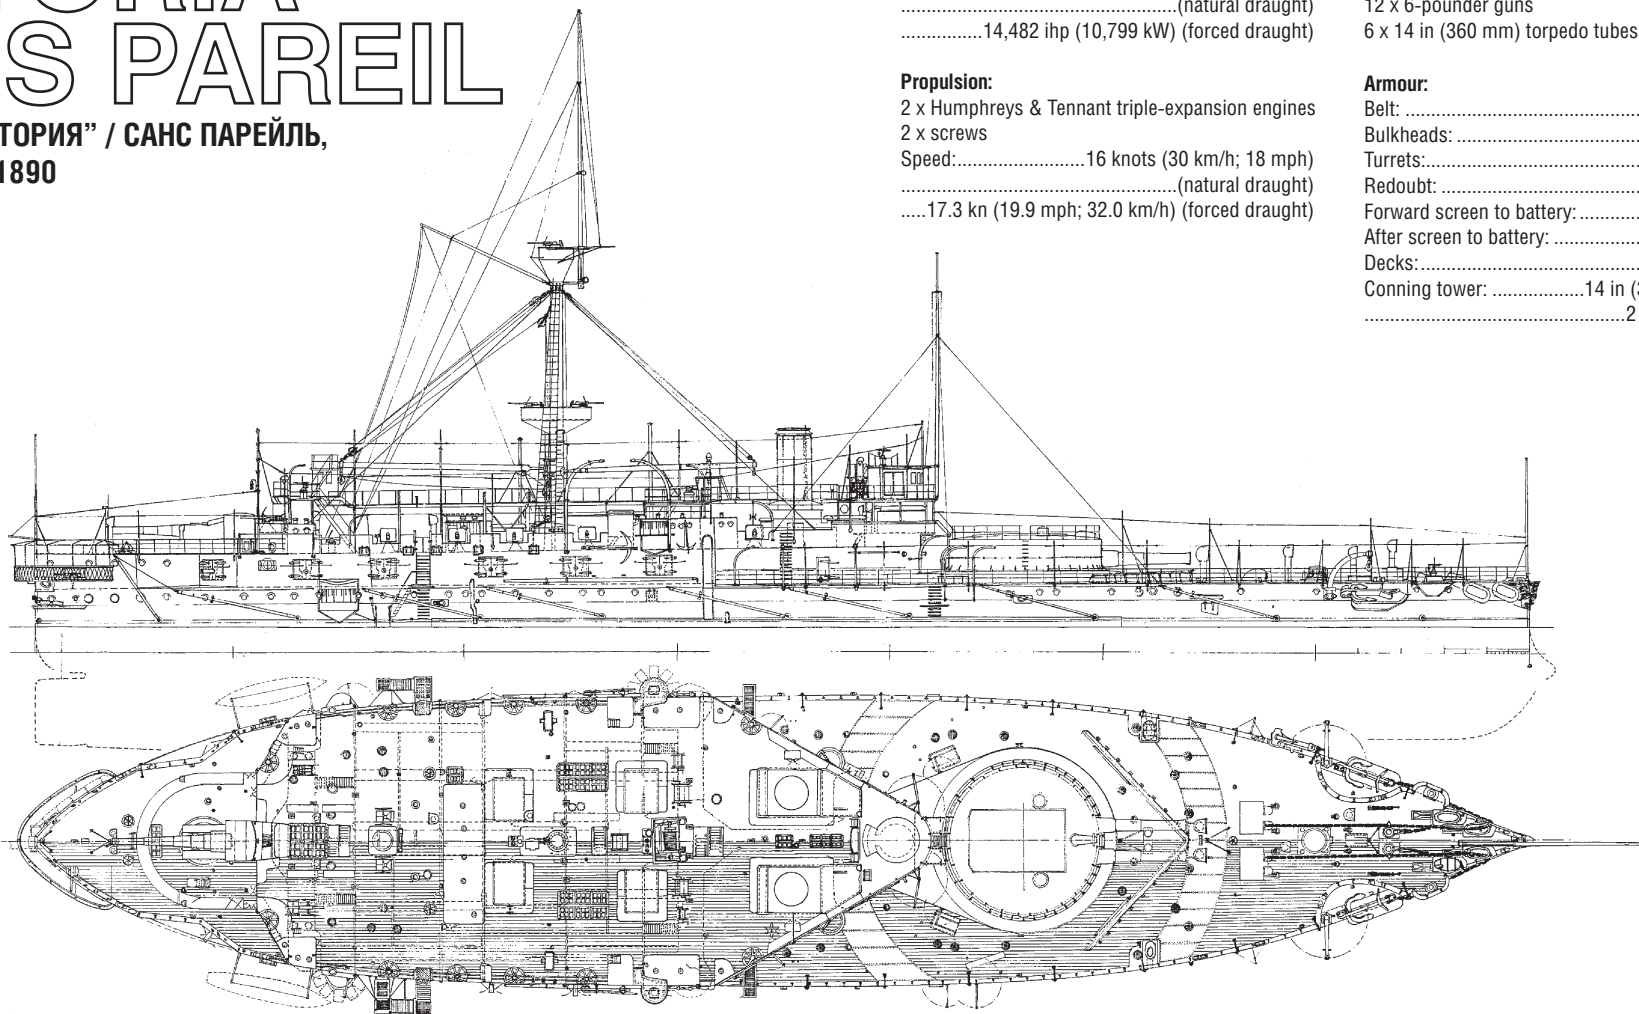 TORIA
S PAREIL
ТОРИЯ” / САНС ПАРЕЙЛЬ,
1890
......................................................(natural draught)
................14,482 ihp (10,799 kW) (forced draught)
Propulsion:
2 x Humphreys & Tennant triple-expansion engines
2 x screws
Speed:.........................16 knots (30 km/h; 18 mph)
......................................................(natural draught)
.....17.3 kn (19.9 mph; 32.0 km/h) (forced draught)
12 x 6-pounder guns
6 x 14 in (360 mm) torpedo tubes
Armour:
Belt: ..............................................
Bulkheads: ....................................
Turrets:..........................................
Redoubt: .......................................
Forward screen to battery: ............
After screen to battery: .................
Decks:...........................................
Conning tower: ..................14 in (
...................................................2